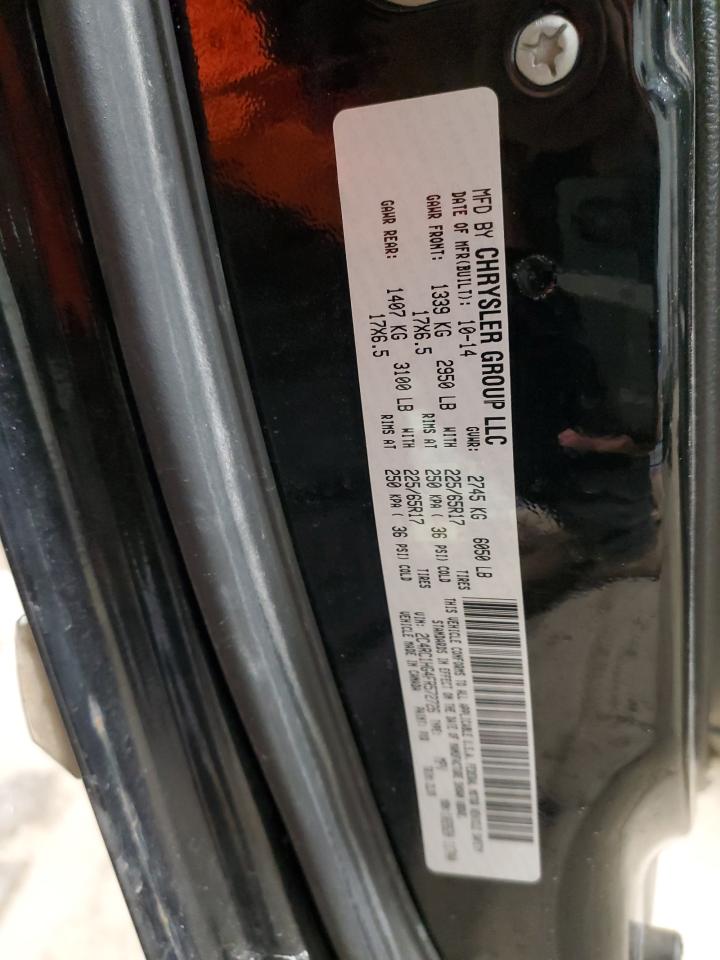 MFD BY CHRYSLER GROUP LLC
DATE OF MFR(BUILT): 10-14 GVWR: 2745 KG 6050 LB
GAWR FRONT: 1339 KG 2950 LB WITH 225/65R17 TIRES
17X6.5 RIMS AT 250 KPA ( 36 PSI) COLD
GAWR REAR: 1407 KG 3100 LB WITH 225/65R17 TIRES
17X6.5 RIMS AT 250 KPA ( 36 PSI) COLD
THIS VEHICLE CONFORMS TO ALL APPLICABLE U.S.A. FEDERAL MOTOR VEHICLE SAFETY
STANDARDS IN EFFECT ON THE DATE OF MANUFACTURE SHOWN ABOVE.
VIN: TYPE: MPV
VEHICLE MADE IN CANADA PAINT: